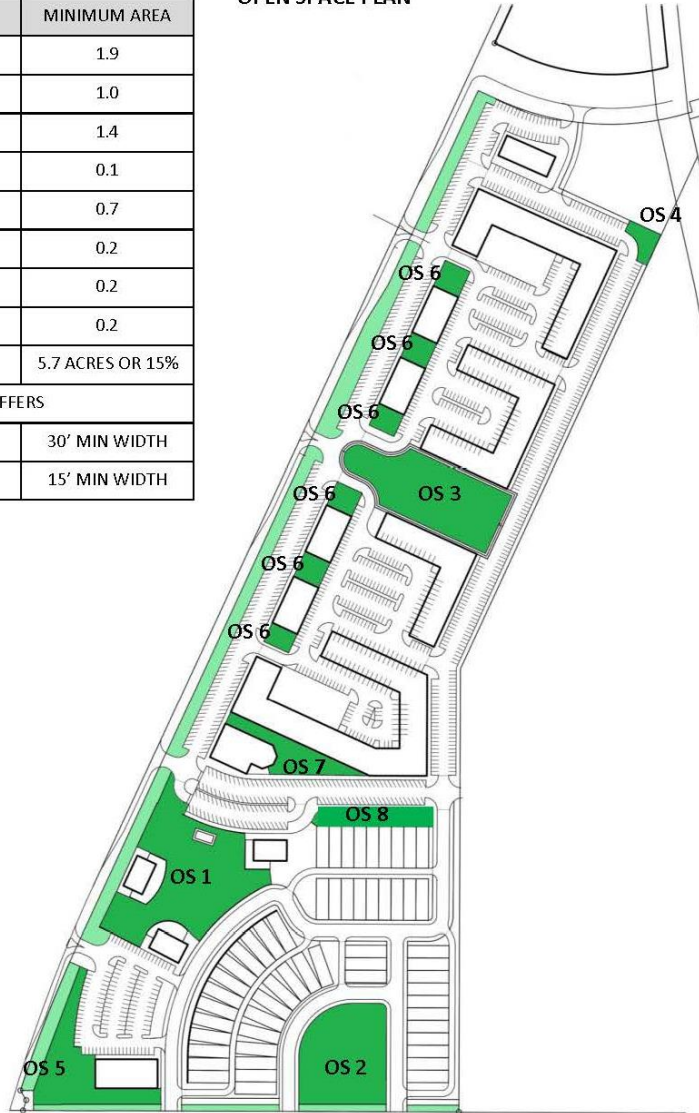 OPEN SPACE PLAN
MINIMUM AREA
1.9
1.0
1.4
0.1
0.7
0.2
0.2
0.2
5.7 ACRES OR 15%
FFERS
30' MIN WIDTH
15' MIN WIDTH
OS 4
OS 6
OS 6
OS 6
OS 3
OS 6
OS 6
OS 6
OS 7
OS 8
OS 1
OS 5
OS 2